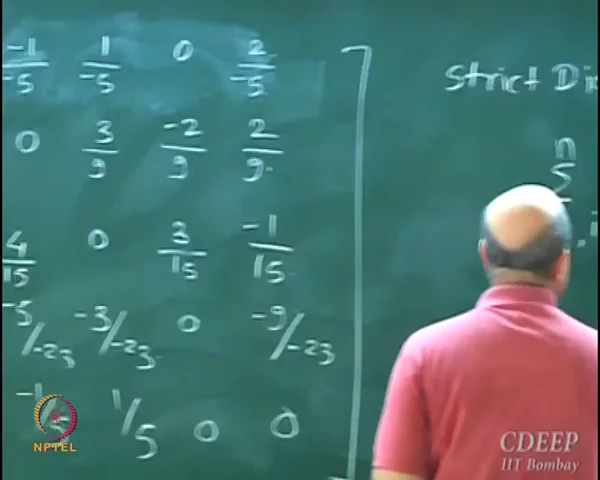 -1/-5 1/-5 0 2/-5
0 3/9 -2/9 2/9
4/15 0 3/15 -1/15
-5/-23 -3/-23 0 -9/-23
1/5 0 0
Strict
n
Σ
NPTEL
CDEEP
IIT Bombay